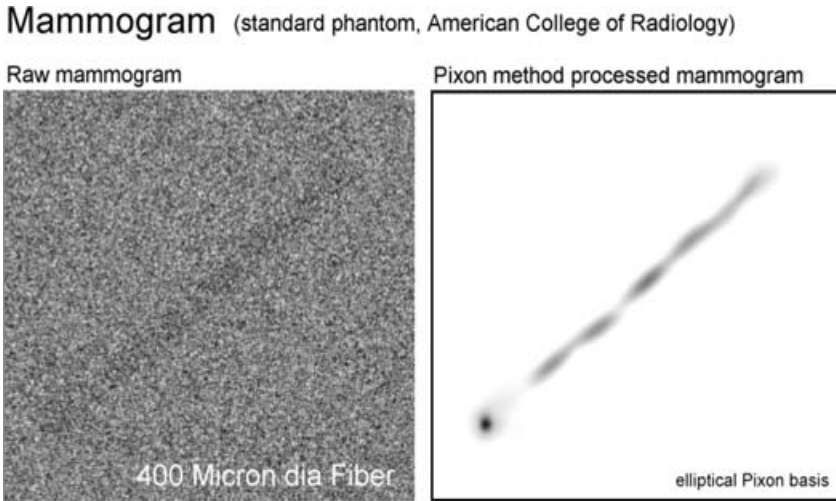 Mammogram (standard phantom, American College of Radiology)
Raw mammogram
Pixon method processed mammogram
400 Micron dia Fiber
elliptical Pixon basis